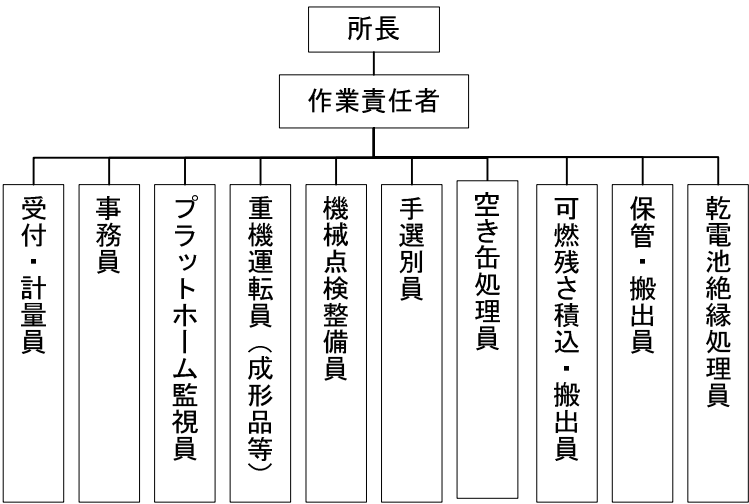 所長
作業責任者
受付・計量員
事務員
プラットホーム監視員
重機運転員（成形品等）
機械点検整備員
手選別員
空き缶処理員
可燃残さ積込・搬出員
保管・搬出員
乾電池絶縁処理員